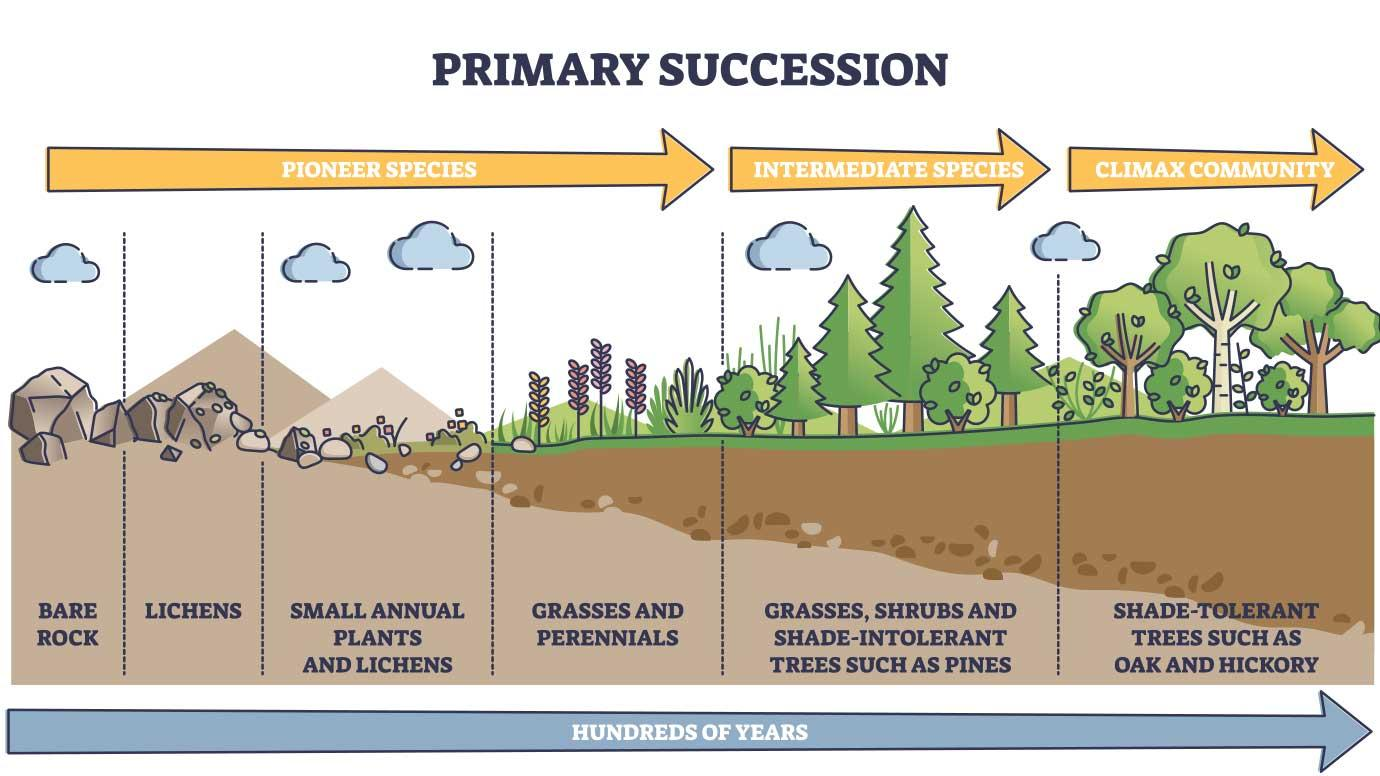 PRIMARY SUCCESSION
PIONEER SPECIES
INTERMEDIATE SPECIES
CLIMAX COMMUNITY
BARE
ROCK
LICHENS
SMALL ANNUAL
PLANTS
AND LICHENS
GRASSES AND
PERENNIALS
GRASSES, SHRUBS AND
SHADE-INTOLERANT
TREES SUCH AS PINES
SHADE-TOLERANT
TREES SUCH AS
OAK AND HICKORY
HUNDREDS OF YEARS